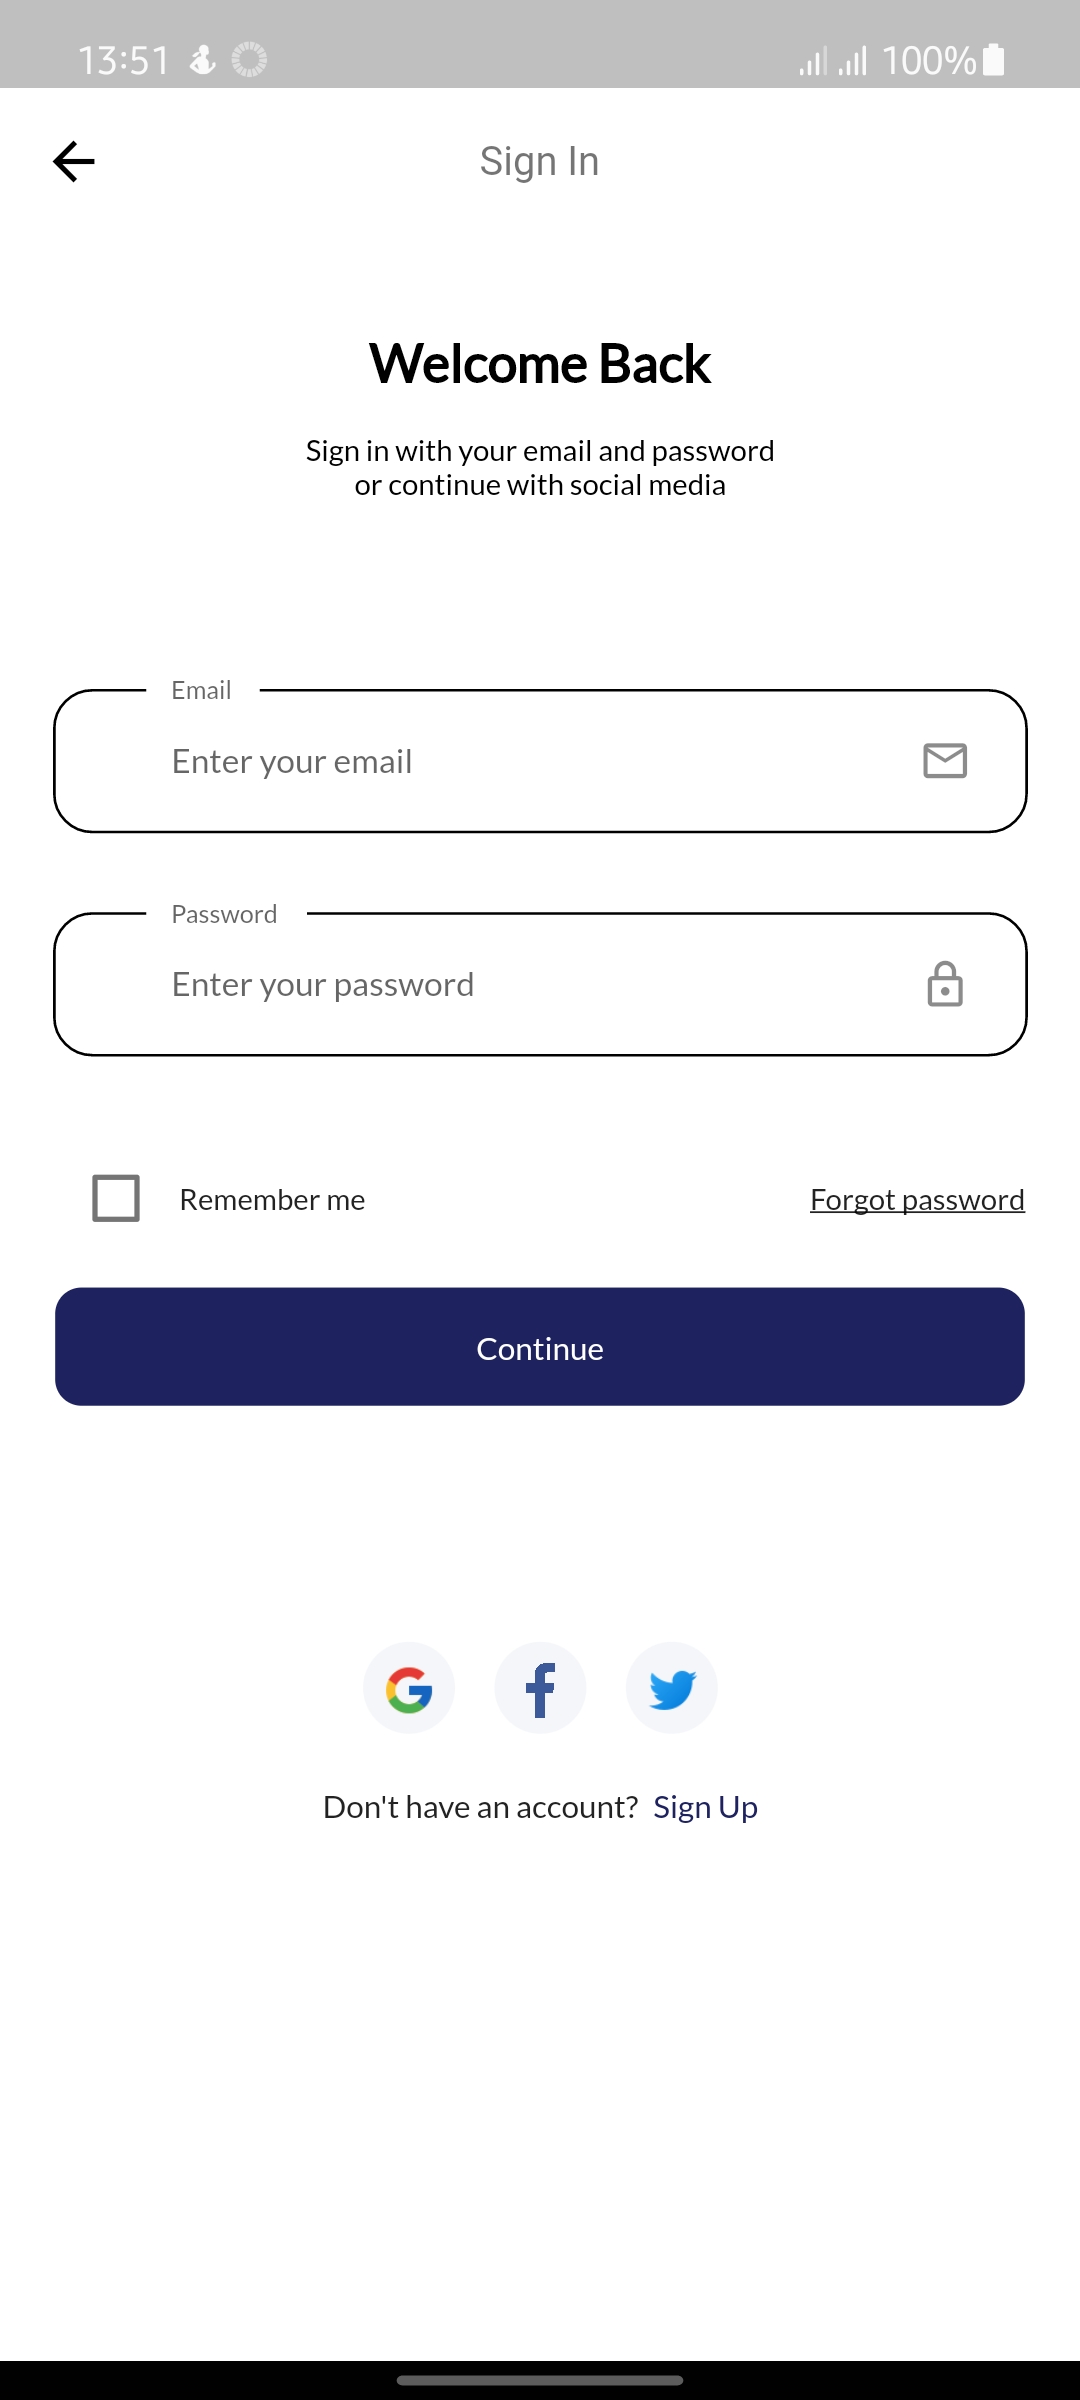 13:51 100%
Sign In
Welcome Back
Sign in with your email and password
or continue with social media
Email
Enter your email
Password
Enter your password
Remember me Forgot password
Continue
Don't have an account? Sign Up